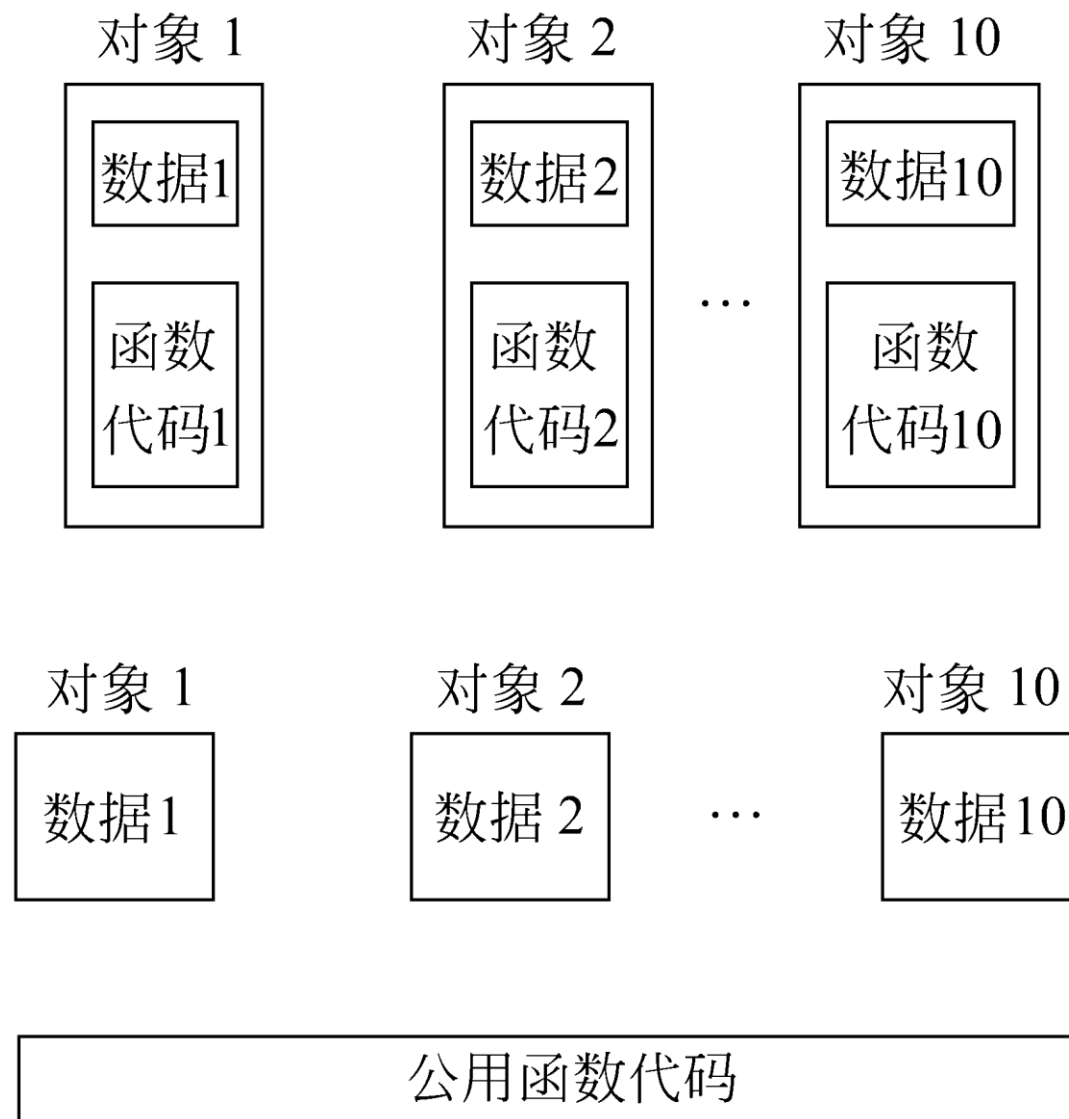 对象 1 对象 2 对象 10
数据1 数据2 数据10
…
函数 函数 函数
代码1 代码2 代码10
对象 1 对象 2 对象 10
数据1 数据 2 … 数据10
公用函数代码